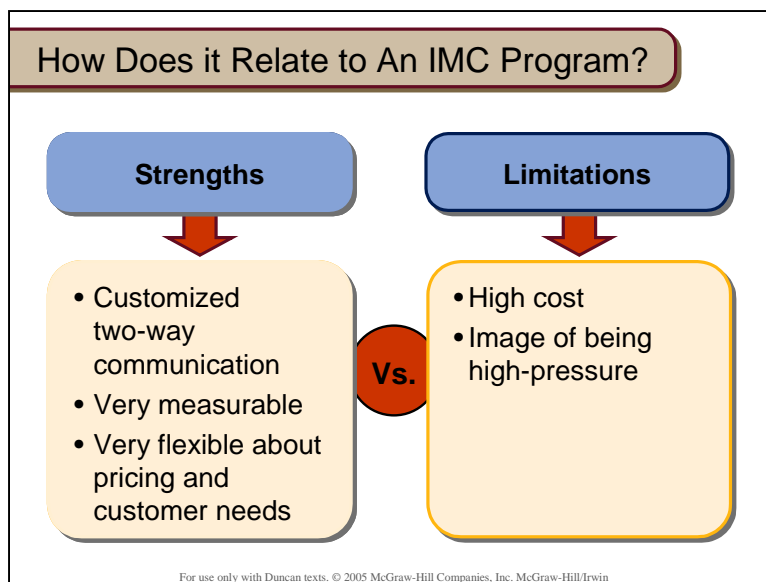 How Does it Relate to An IMC Program?
Strengths
Limitations
• Customized
two-way
communication
• Very measurable
• Very flexible about
pricing and
customer needs
Vs.
• High cost
• Image of being
high-pressure
For use only with Duncan texts. © 2005 McGraw-Hill Companies, Inc. McGraw-Hill/Irwin